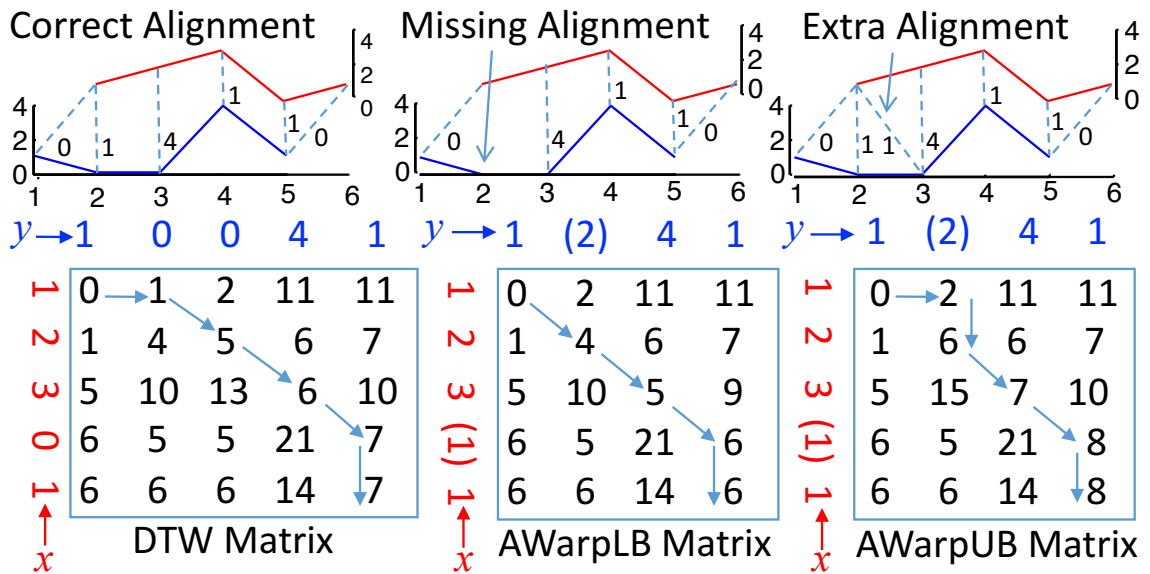 Correct Alignment
4
2
0
4
2
0
0
1
4
1
1
0
1
2
3
4
5
6
y → 1 0 0 4 1
1 0 1 2 11 11
2 1 4 5 6 7
3 5 10 13 6 10
0 6 5 5 21 7
1 6 6 6 14 7
x
DTW Matrix
Missing Alignment
4
2
0
4
2
0
0
4
1
1
0
1
2
3
4
5
6
y → 1 (2) 4 1
1 0 2 11 11
2 1 4 6 7
3 5 10 5 9
(1) 6 5 21 6
1 6 6 14 6
x
AWarpLB Matrix
Extra Alignment
4
2
0
4
2
0
0
1
1
4
1
1
0
1
2
3
4
5
6
y → 1 (2) 4 1
1 0 2 11 11
2 1 6 6 7
3 5 15 7 10
(1) 6 5 21 8
1 6 6 14 8
x
AWarpUB Matrix